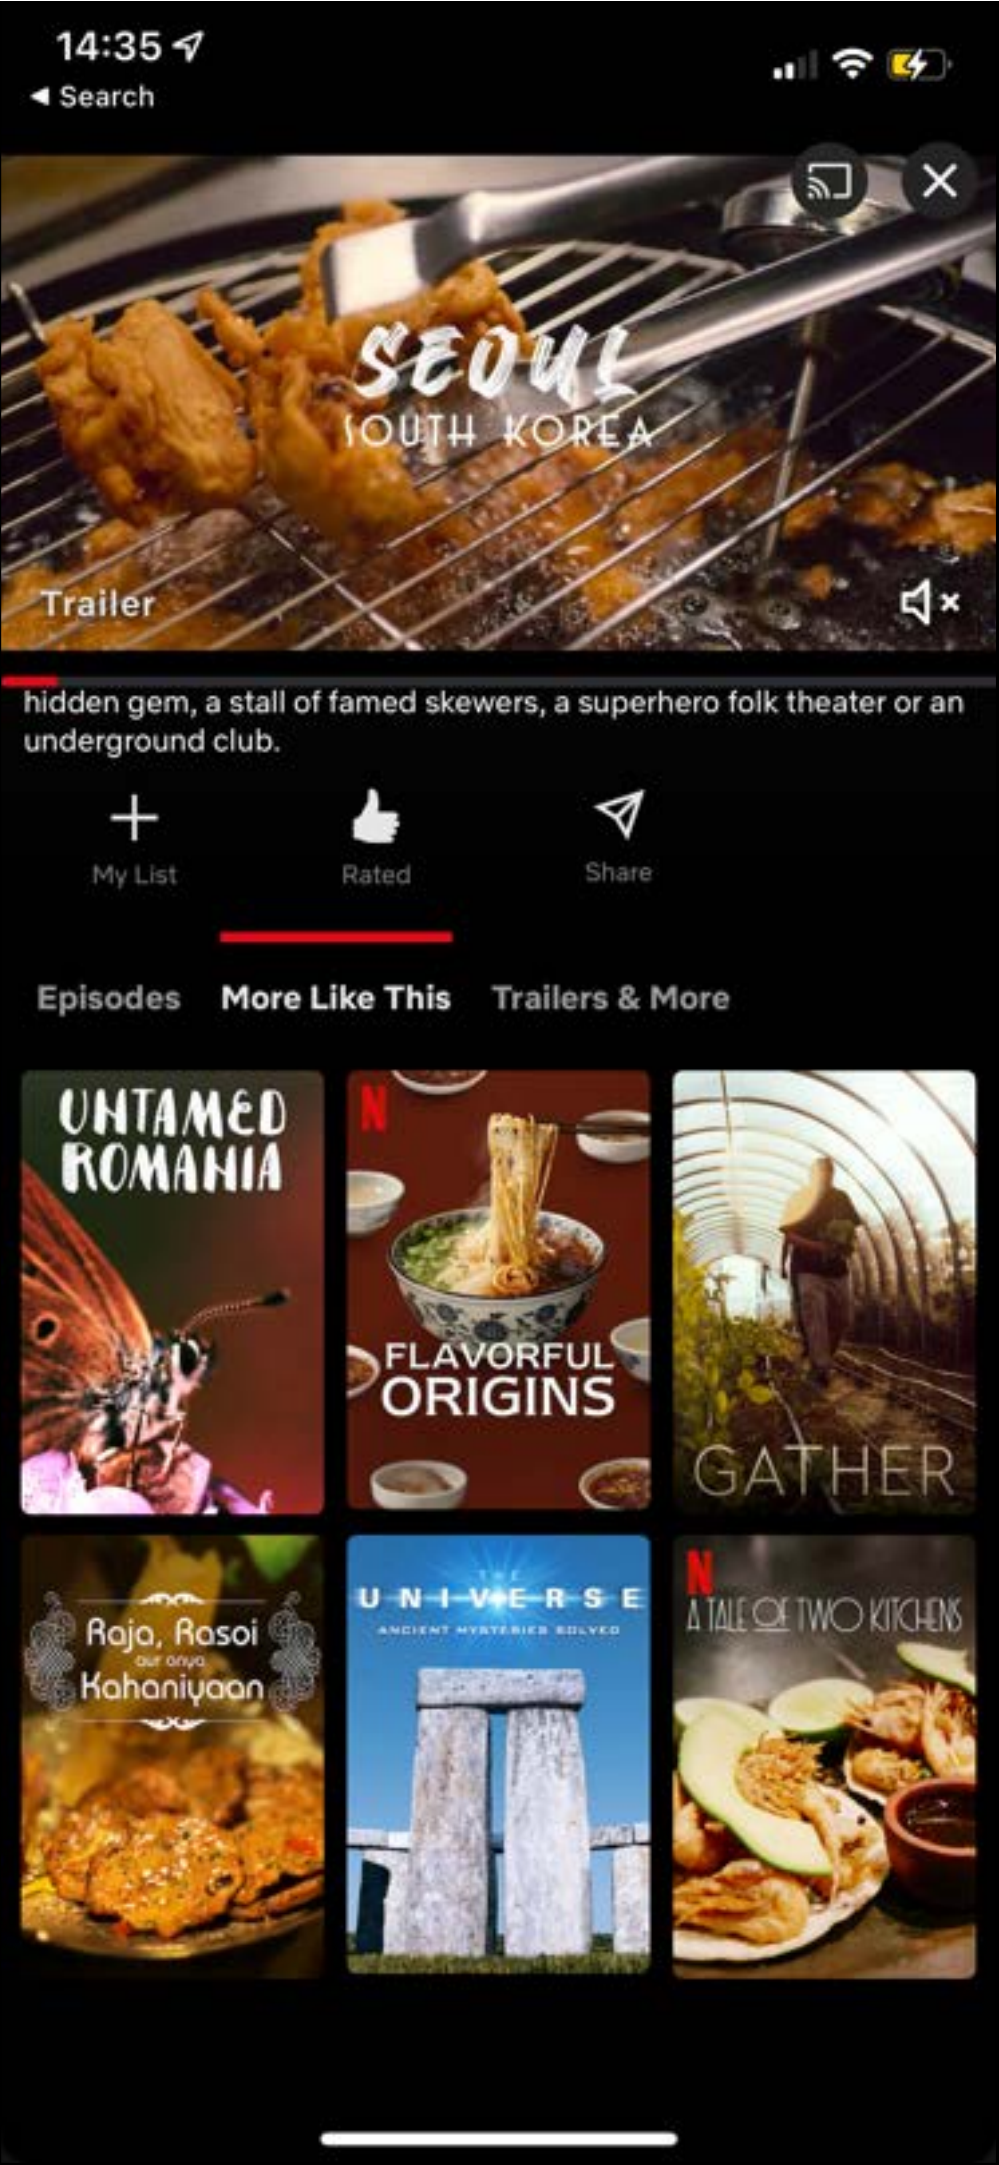 14:35
Search
SEOUL
SOUTH KOREA
Trailer
hidden gem, a stall of famed skewers, a superhero folk theater or an
underground club.
My List
Rated
Share
Episodes
More Like This
Trailers & More
UNTAMED
ROMANIA
N
FLAVORFUL
ORIGINS
GATHER
Raja, Rasoi
aur anya
Kahaniyaan
THE
UNIVERSE
ANCIENT MYSTERIES SOLVED
N
A TALE OF TWO KITCHENS